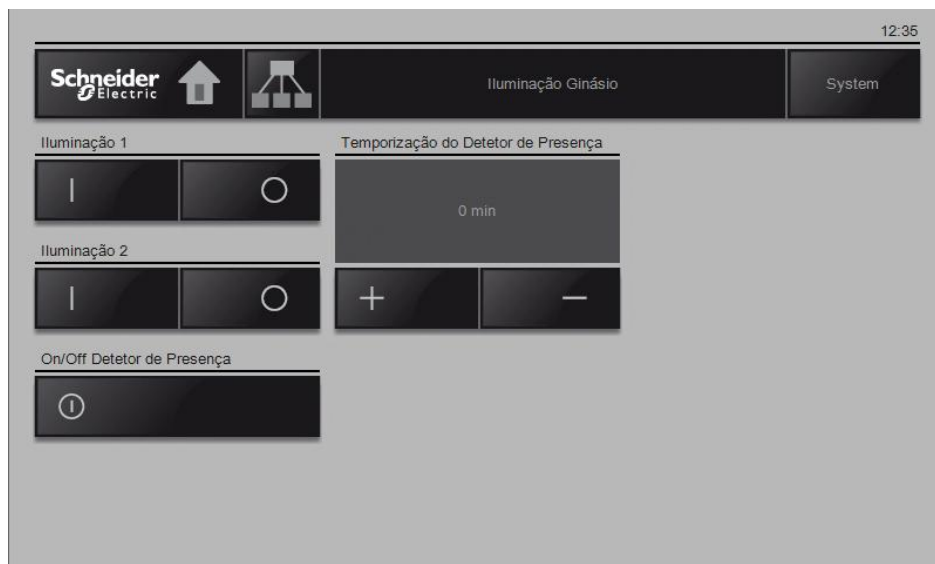 12:35
Schneider Electric
Iluminação Ginásio
System
Iluminação 1
Temporização do Detetor de Presença
0 min
Iluminação 2
On/Off Detetor de Presença